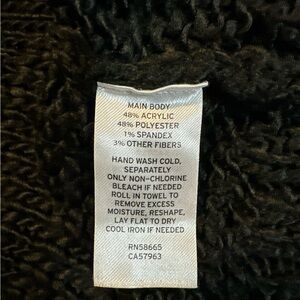 MAIN BODY
48% ACRYLIC
48% POLYESTER
1% SPANDEX
3% OTHER FIBERS
HAND WASH COLD,
SEPARATELY
ONLY NON-CHLORINE
BLEACH IF NEEDED
ROLL IN TOWEL TO
REMOVE EXCESS
MOISTURE, RESHAPE,
LAY FLAT TO DRY
COOL IRON IF NEEDED
RN58665
CA57963